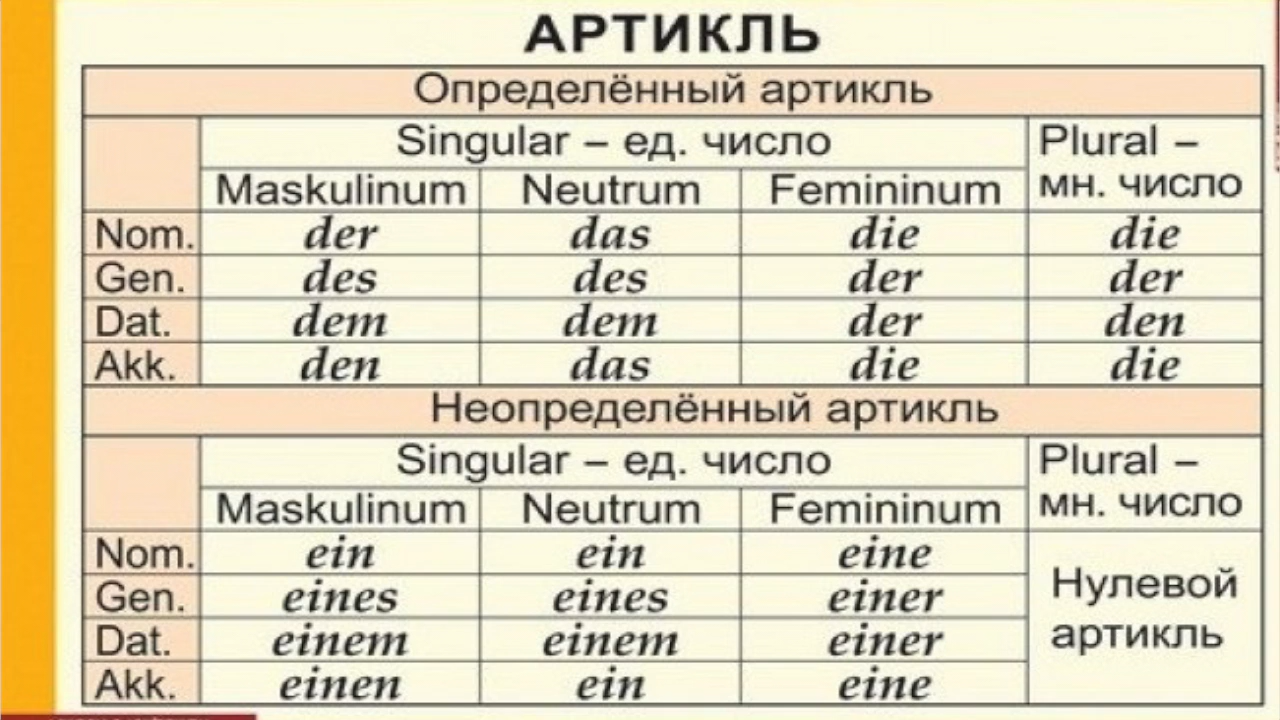 АРТИКЛЬ
Определённый артикль
Singular – ед. число Plural –
Maskulinum Neutrum Femininum мн. число
Nom. der das die die
Gen. des des der der
Dat. dem dem der den
Akk. den das die die
Неопределённый артикль
Singular – ед. число Plural –
Maskulinum Neutrum Femininum мн. число
Nom. ein ein eine
Gen. eines eines einer Нулевой
Dat. einem einem einer артикль
Akk. einen ein eine